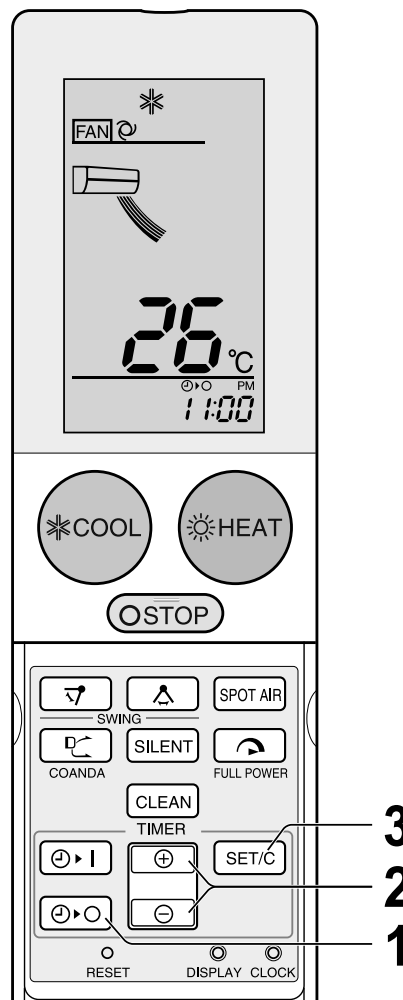 FAN
26 °C
PM
11:00
COOL HEAT
STOP
SPOT AIR
SWING
SILENT
COANDA FULL POWER
CLEAN
TIMER
SET/C
3
2
1
RESET DISPLAY CLOCK